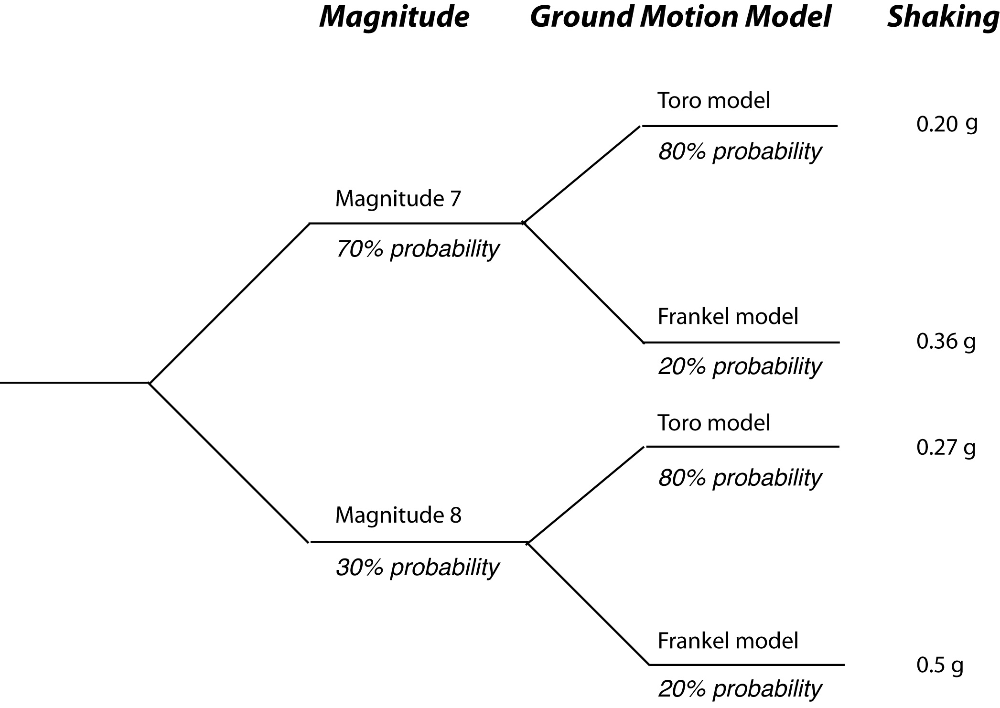 Magnitude Ground Motion Model Shaking
Toro model
0.20 g
80% probability
Magnitude 7
70% probability
Frankel model
0.36 g
20% probability
Toro model
0.27 g
80% probability
Magnitude 8
30% probability
Frankel model
0.5 g
20% probability